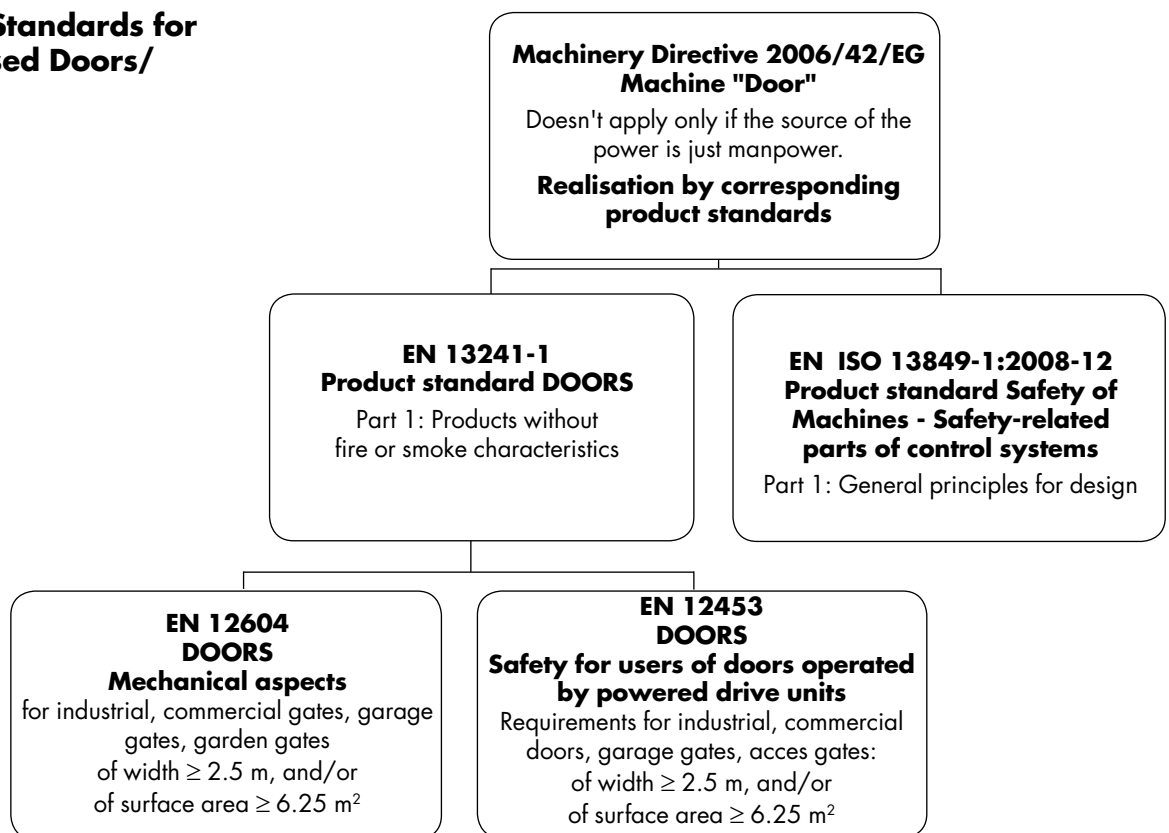 Standards for
sed Doors/
Machinery Directive 2006/42/EG
Machine "Door"
Doesn't apply only if the source of the
power is just manpower.
Realisation by corresponding
product standards
EN 13241-1
Product standard DOORS
Part 1: Products without
fire or smoke characteristics
EN ISO 13849-1:2008-12
Product standard Safety of
Machines - Safety-related
parts of control systems
Part 1: General principles for design
EN 12604
DOORS
Mechanical aspects
for industrial, commercial gates, garage
gates, garden gates
of width ≥ 2.5 m, and/or
of surface area ≥ 6.25 m²
EN 12453
DOORS
Safety for users of doors operated
by powered drive units
Requirements for industrial, commercial
doors, garage gates, acces gates:
of width ≥ 2.5 m, and/or
of surface area ≥ 6.25 m²